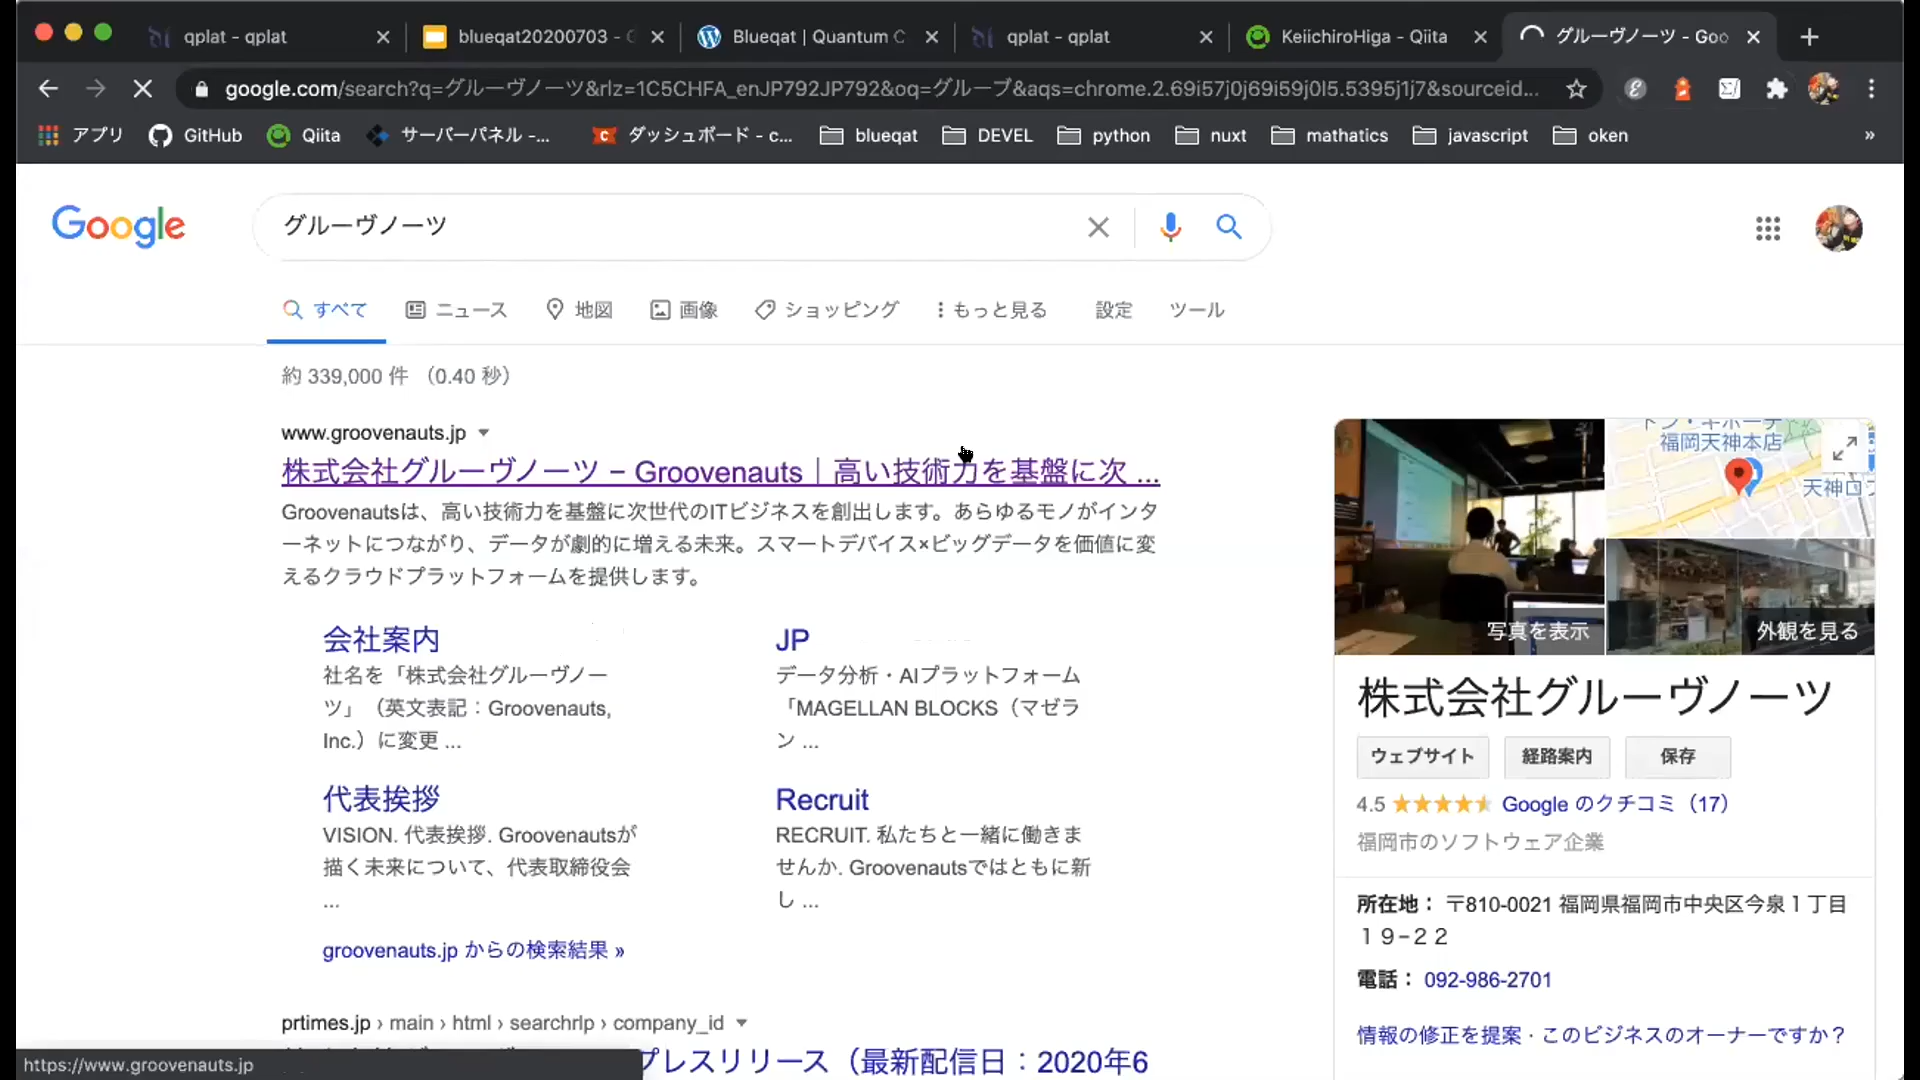 qplat - qplat
blueqat20200703 -
Blueqat | Quantum C
qplat - qplat
KeiichiroHiga - Qiita
グルーヴノーツ - Goo
google.com/search?q=グルーヴノーツ&rlz=1C5CHFA_enJP792JP792&oq=グルーブ&aqs=chrome.2.69i57j0j69i59j0l5.5395j1j7&sourceid...
アプリ
GitHub
Qiita
サーバーパネル -...
ダッシュボード - c...
blueqat
DEVEL
python
nuxt
mathatics
javascript
oken
»
Google
グルーヴノーツ
すべて
ニュース
地図
画像
ショッピング
もっと見る
設定
ツール
約 339,000 件 （0.40 秒）
www.groovenauts.jp
株式会社グルーヴノーツ – Groovenauts｜高い技術力を基盤に次 ...
Groovenautsは、高い技術力を基盤に次世代のITビジネスを創出します。あらゆるモノがインタ
ーネットにつながり、データが劇的に増える未来。スマートデバイス×ビッグデータを価値に変
えるクラウドプラットフォームを提供します。
会社案内
社名を「株式会社グルーヴノー
ツ」（英文表記：Groovenauts,
Inc.）に変更 ...
JP
データ分析・AIプラットフォーム
「MAGELLAN BLOCKS（マゼラ
ン ...
代表挨拶
VISION. 代表挨拶. Groovenautsが
描く未来について、代表取締役会
...
Recruit
RECRUIT. 私たちと一緒に働きま
せんか. Groovenautsではともに新
し ...
groovenauts.jp からの検索結果 »
prtimes.jp › main › html › searchrlp › company_id
プレスリリース（最新配信日：2020年6
https://www.groovenauts.jp
福岡天神本店
写真を表示
外観を見る
株式会社グルーヴノーツ
ウェブサイト
経路案内
保存
4.5
Google のクチコミ（17）
福岡市のソフトウェア企業
所在地： 〒810-0021 福岡県福岡市中央区今泉１丁目
１９−２２
電話： 092-986-2701
情報の修正を提案 · このビジネスのオーナーですか？